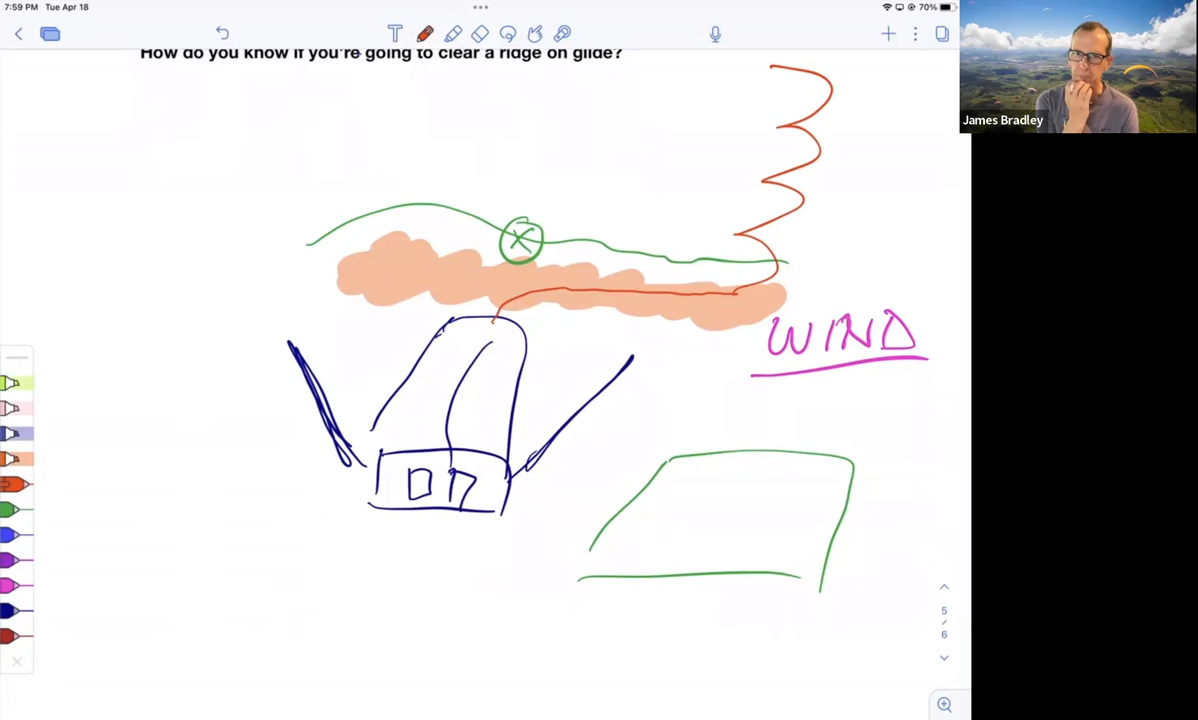 7:59 PM Tue Apr 18
70%
How do you know if you're going to clear a ridge on glide?
James Bradley
WIND
5
/
6